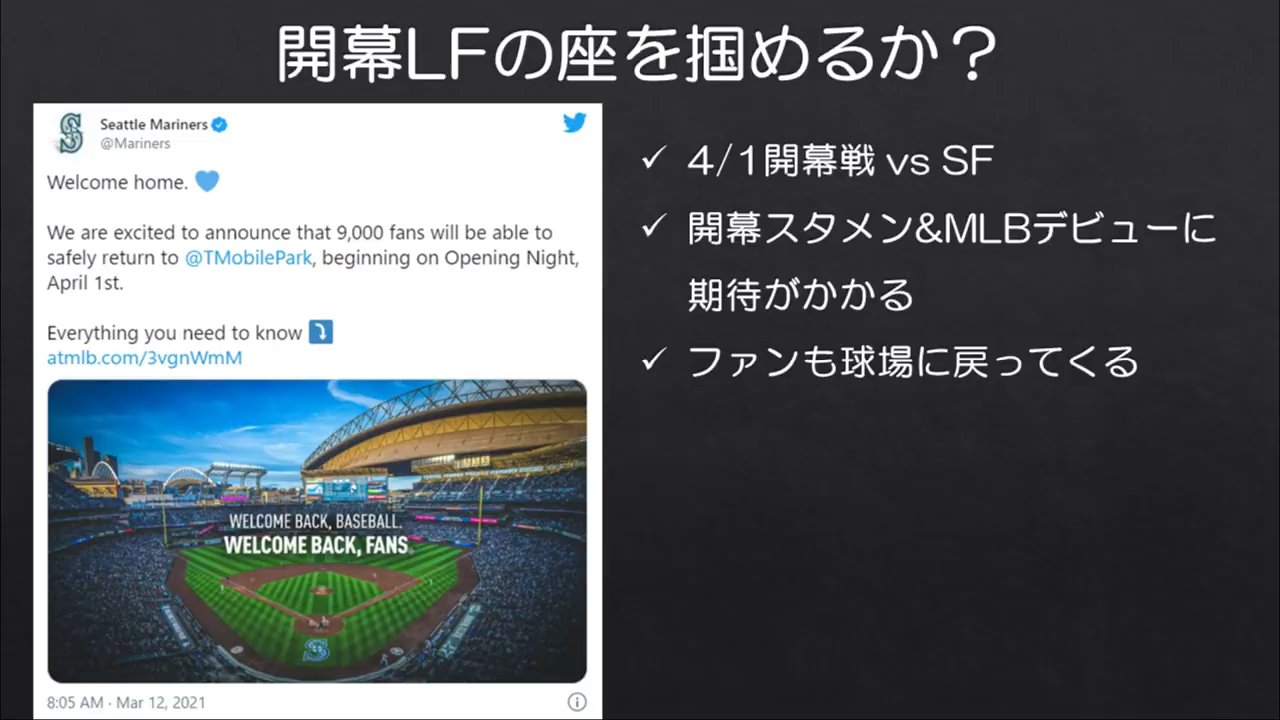 開幕LFの座を掴めるか？
Seattle Mariners
@Mariners
Welcome home. 💙
We are excited to announce that 9,000 fans will be able to
safely return to @TMobilePark, beginning on Opening Night,
April 1st.
Everything you need to know ⤵
atmlb.com/3vgnWmM
WELCOME BACK, BASEBALL.
WELCOME BACK, FANS
8:05 AM · Mar 12, 2021
✓ 4/1開幕戦 vs SF
✓ 開幕スタメン&MLBデビューに
期待がかかる
✓ ファンも球場に戻ってくる